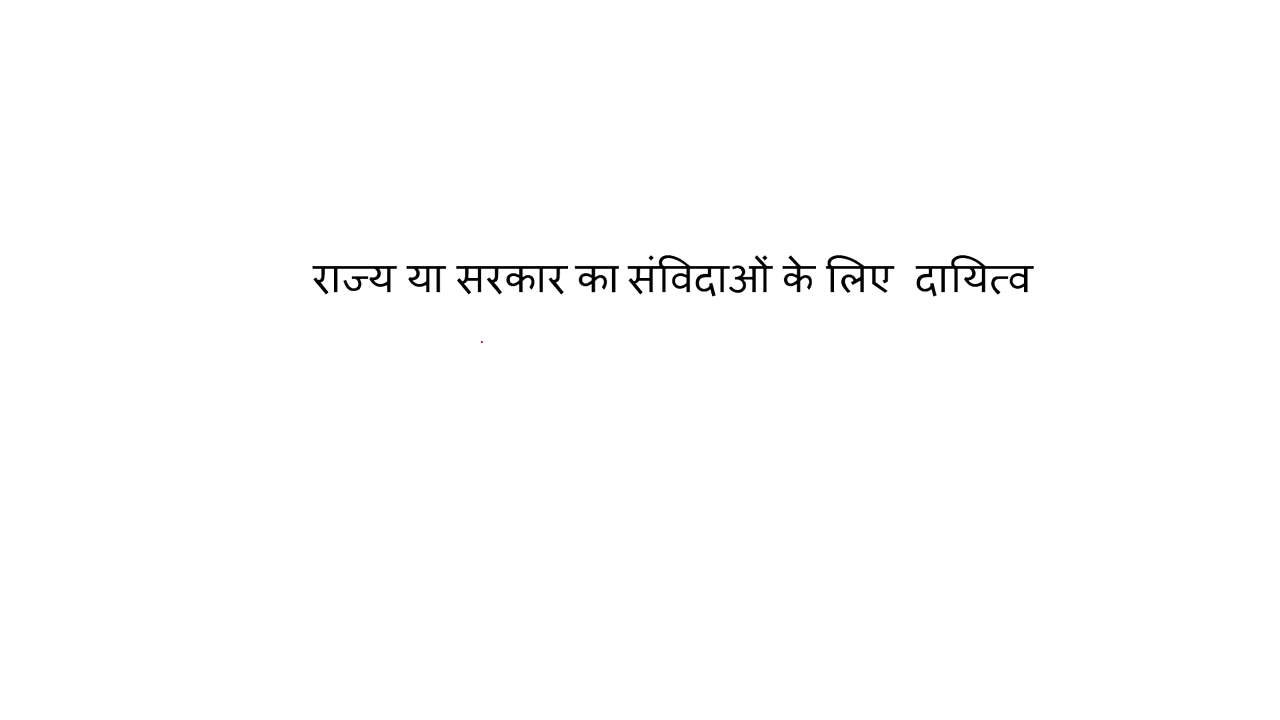 राज्य या सरकार का संविदाओं के लिए दायित्व